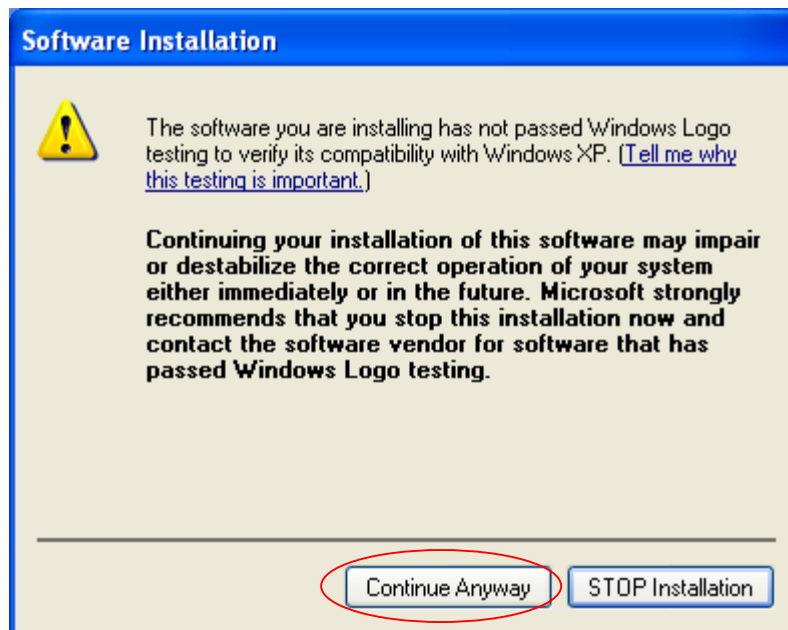 Software Installation
The software you are installing has not passed Windows Logo
testing to verify its compatibility with Windows XP. (Tell me why
this testing is important.)
Continuing your installation of this software may impair
or destabilize the correct operation of your system
either immediately or in the future. Microsoft strongly
recommends that you stop this installation now and
contact the software vendor for software that has
passed Windows Logo testing.
Continue Anyway
STOP Installation